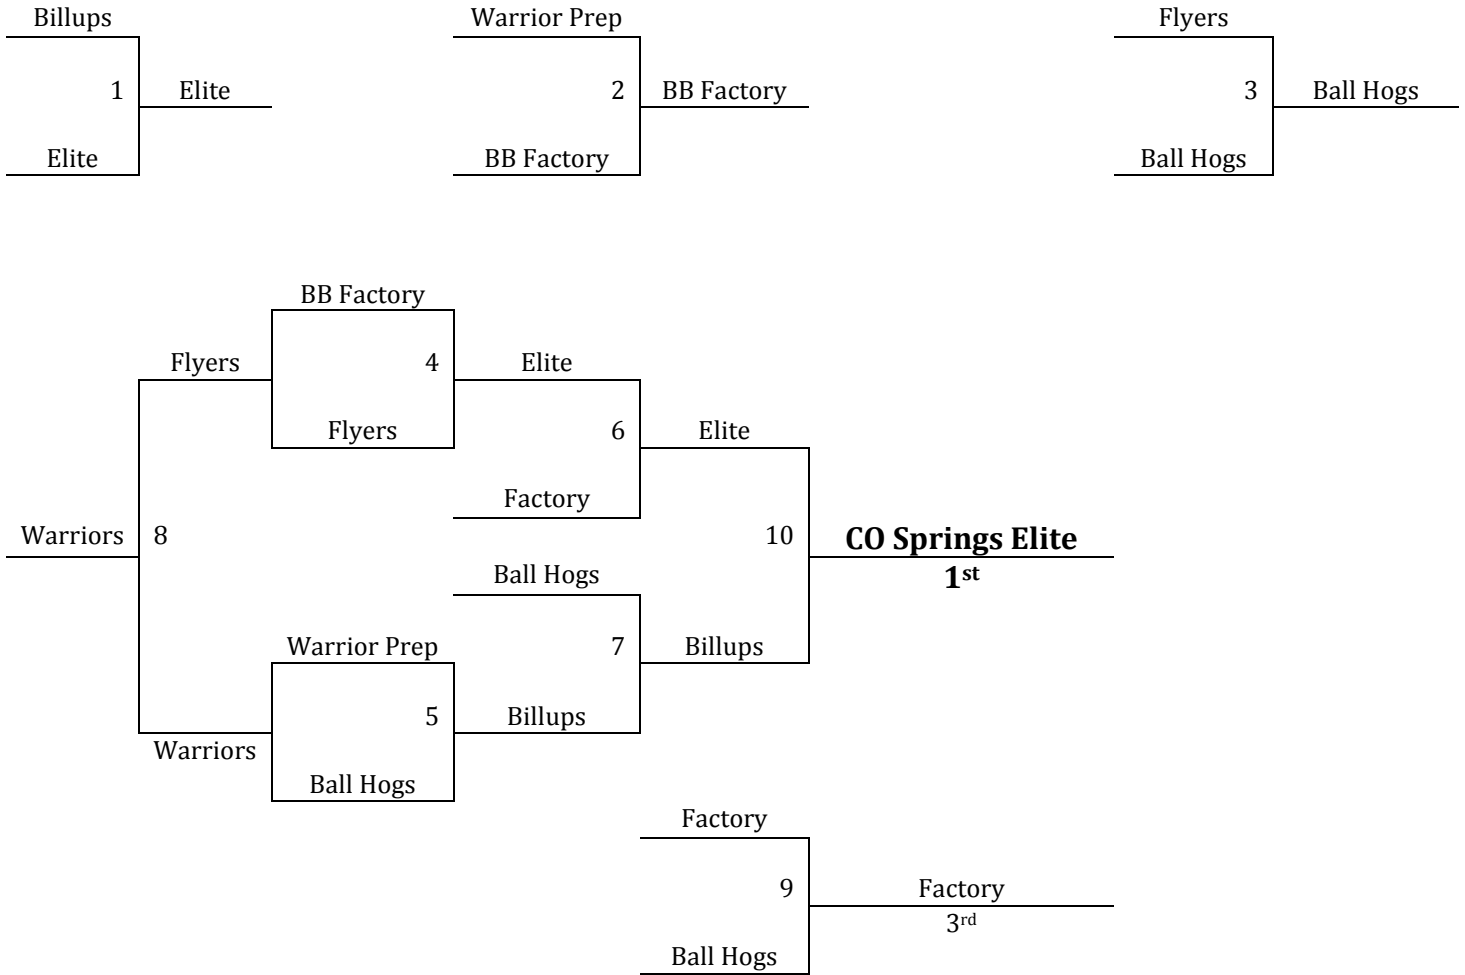 Billups
Warrior Prep
Flyers
1
Elite
2
BB Factory
3
Ball Hogs
Elite
BB Factory
Ball Hogs
BB Factory
Flyers
4
Elite
Flyers
6
Elite
Factory
Warriors
8
10
CO Springs Elite
1st
Ball Hogs
Warrior Prep
7
Billups
5
Billups
Warriors
Ball Hogs
Factory
9
Factory
3rd
Ball Hogs